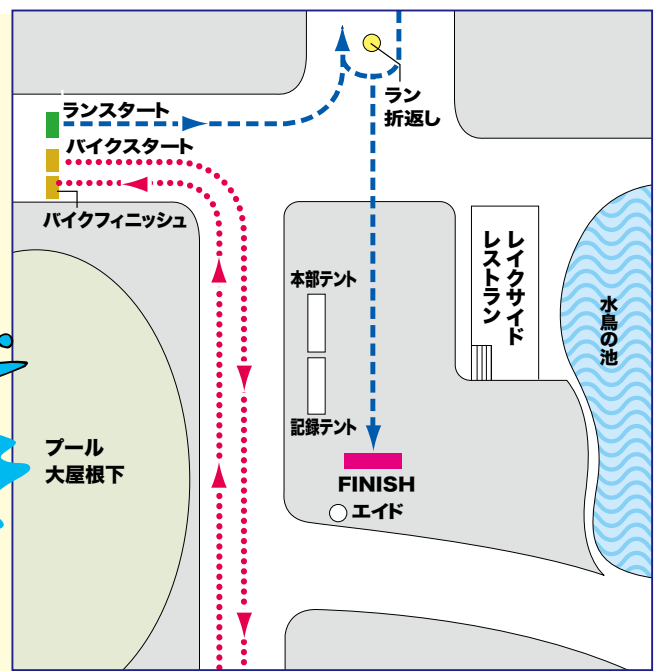 ランスタート
バイクスタート
バイクフィニッシュ
ラン
折返し
本部テント
記録テント
レイクサイド
レストラン
水鳥の池
プール
大屋根下
FINISH
エイド